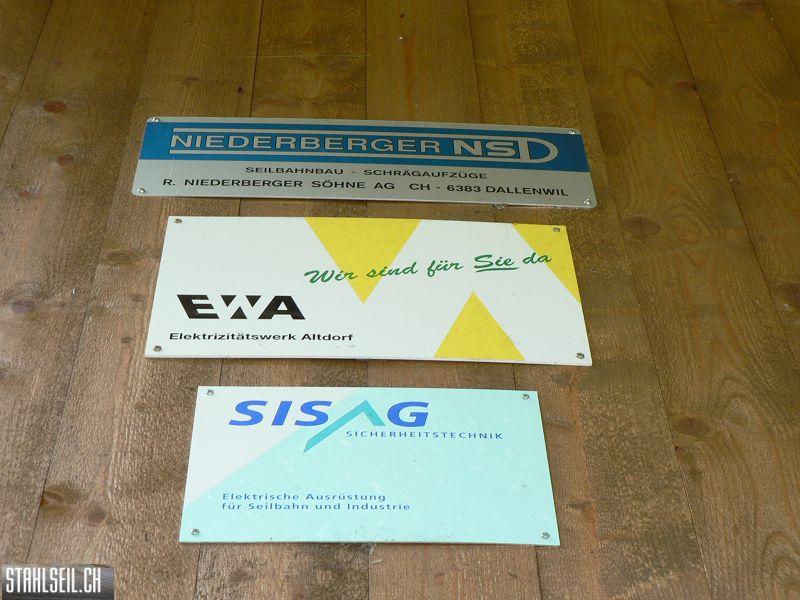 NIEDERBERGER NSD
SEILBAHNBAU - SCHRÄGAUFZÜGE
R. NIEDERBERGER SÖHNE AG CH - 6383 DALLENWIL
Wir sind für Sie da
EWA
Elektrizitätswerk Altdorf
SISAG
SICHERHEITSTECHNIK
Elektrische Ausrüstung
für Seilbahn und Industrie
STAHLSEIL.CH